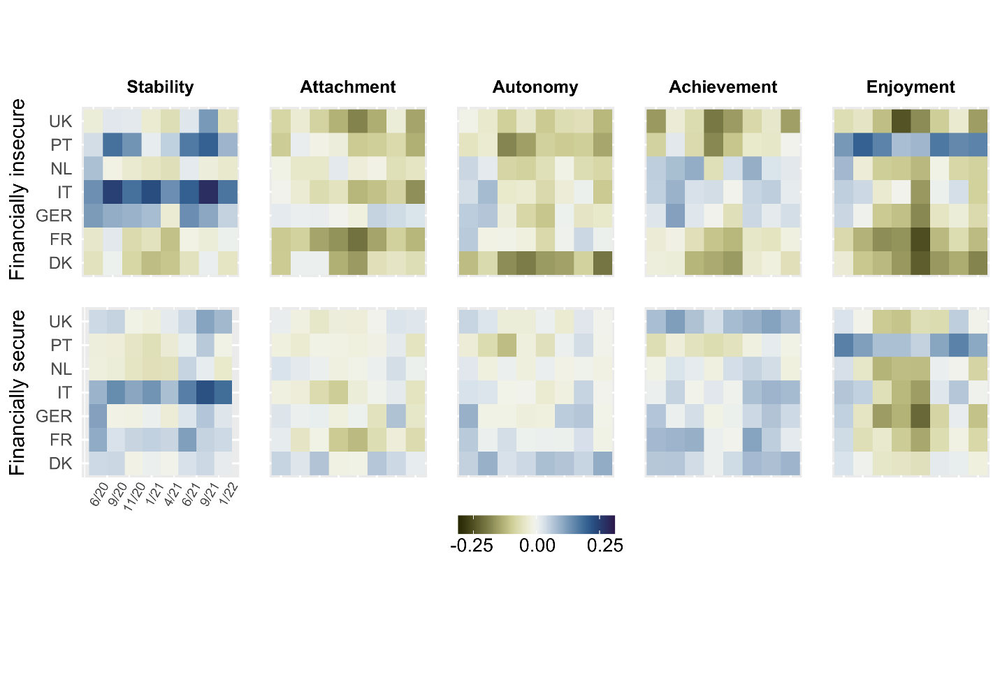 Stability Attachment Autonomy Achievement Enjoyment
Financially insecure
UK
PT
NL
IT
GER
FR
DK
Financially secure
UK
PT
NL
IT
GER
FR
DK
6/20 9/20 11/20 1/21 4/21 6/21 9/21 1/22
-0.25 0.00 0.25